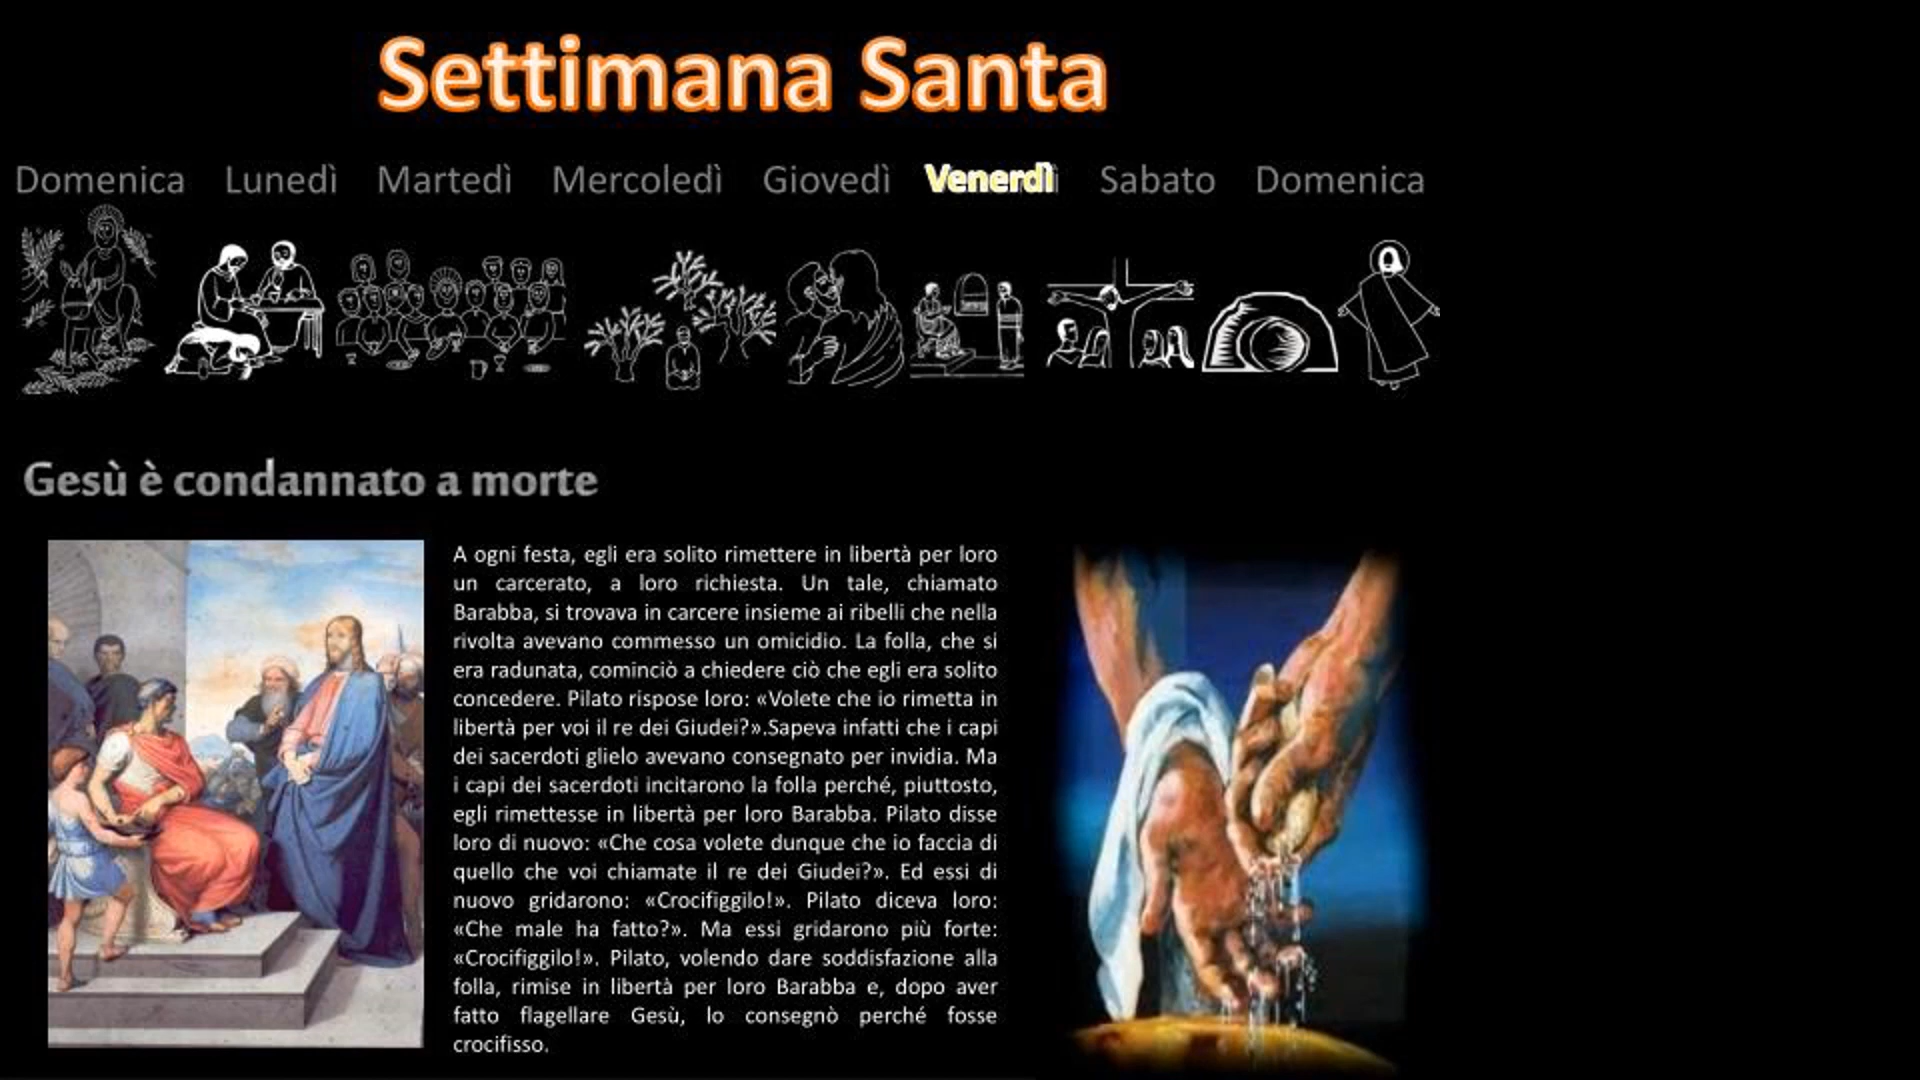 Settimana Santa
Domenica Lunedì Martedì Mercoledì Giovedì Venerdì Sabato Domenica
Gesù è condannato a morte
A ogni festa, egli era solito rimettere in libertà per loro
un carcerato, a loro richiesta. Un tale, chiamato
Barabba, si trovava in carcere insieme ai ribelli che nella
rivolta avevano commesso un omicidio. La folla, che si
era radunata, cominciò a chiedere ciò che egli era solito
concedere. Pilato rispose loro: «Volete che io rimetta in
libertà per voi il re dei Giudei?».Sapeva infatti che i capi
dei sacerdoti glielo avevano consegnato per invidia. Ma
i capi dei sacerdoti incitarono la folla perché, piuttosto,
egli rimettesse in libertà per loro Barabba. Pilato disse
loro di nuovo: «Che cosa volete dunque che io faccia di
quello che voi chiamate il re dei Giudei?». Ed essi di
nuovo gridarono: «Crocifiggilo!». Pilato diceva loro:
«Che male ha fatto?». Ma essi gridarono più forte:
«Crocifiggilo!». Pilato, volendo dare soddisfazione alla
folla, rimise in libertà per loro Barabba e, dopo aver
fatto flagellare Gesù, lo consegnò perché fosse
crocifisso.